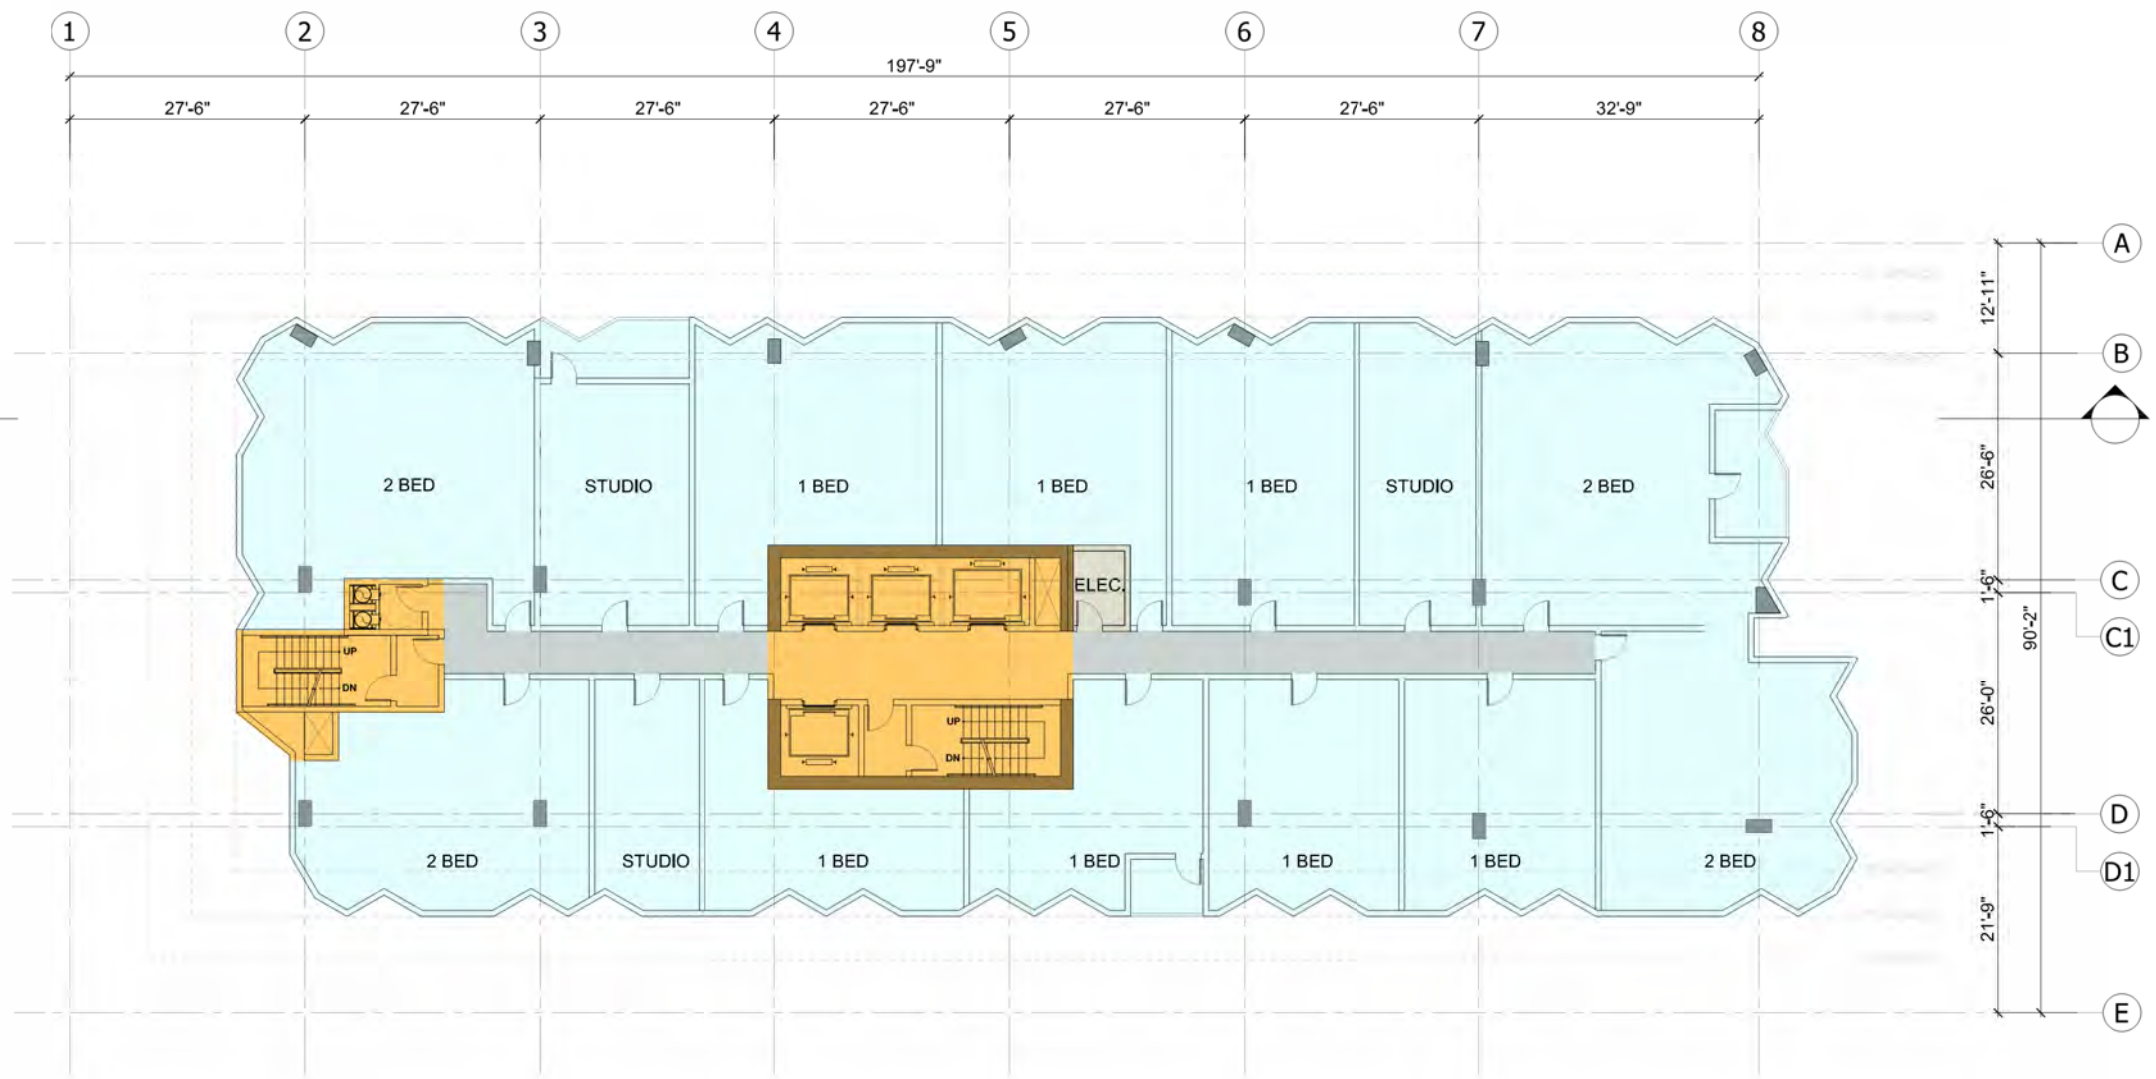 1 2 3 4 5 6 7 8
197'-9"
27'-6" 27'-6" 27'-6" 27'-6" 27'-6" 27'-6" 32'-9"
A
12'-11"
B
26'-6"
2 BED STUDIO 1 BED 1 BED 1 BED STUDIO 2 BED
C
1'-6"
ELEC.
C1
90'-2"
UP
DN
26'-0"
UP
DN
D
1'-6"
2 BED STUDIO 1 BED 1 BED 1 BED 1 BED 2 BED
D1
21'-9"
E